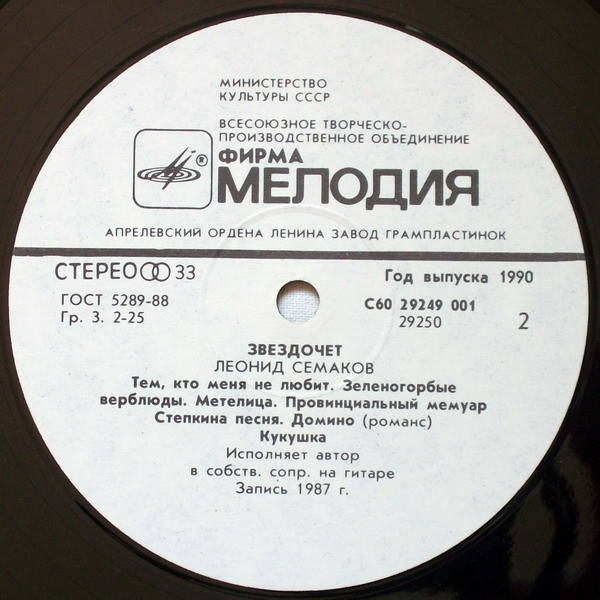 МИНИСТЕРСТВО
КУЛЬТУРЫ СССР
ВСЕСОЮЗНОЕ ТВОРЧЕСКО-
ПРОИЗВОДСТВЕННОЕ ОБЪЕДИНЕНИЕ
®
ФИРМА
МЕЛОДИЯ
АПРЕЛЕВСКИЙ ОРДЕНА ЛЕНИНА ЗАВОД ГРАМПЛАСТИНОК
СТЕРЕО 33
Год выпуска 1990
ГОСТ 5289-88
С60 29249 001
Гр. 3. 2-25
29250
2
ЗВЕЗДОЧЕТ
ЛЕОНИД СЕМАКОВ
Тем, кто меня не любит. Зеленогорбые
верблюды. Метелица. Провинциальный мемуар
Степкина песня. Домино (романс)
Кукушка
Исполняет автор
в собств. сопр. на гитаре
Запись 1987 г.